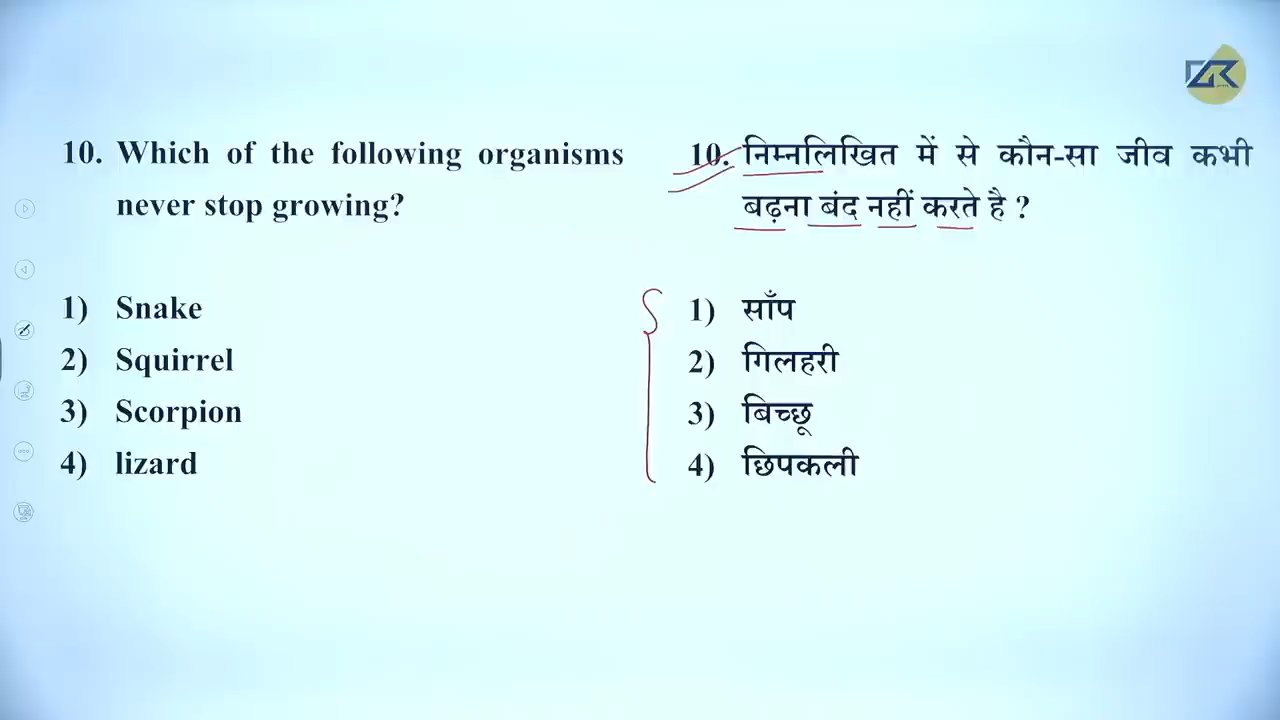 10. Which of the following organisms
never stop growing?
1) Snake
2) Squirrel
3) Scorpion
4) lizard
10. निम्नलिखित में से कौन-सा जीव कभी
बढ़ना बंद नहीं करते है ?
1) साँप
2) गिलहरी
3) बिच्छू
4) छिपकली